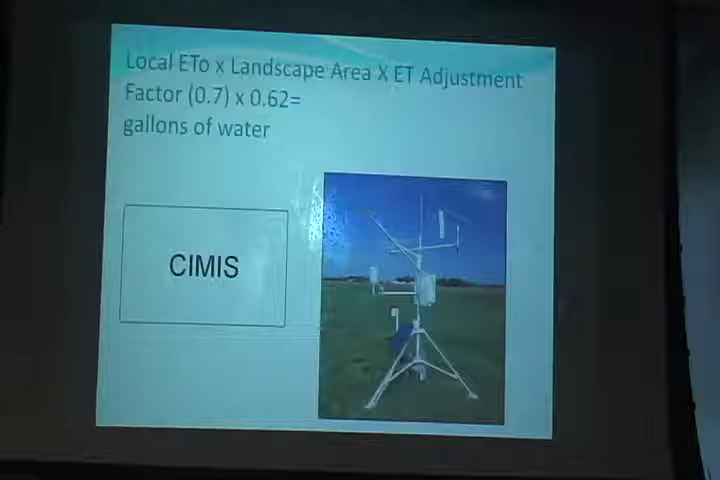 Local ETo x Landscape Area X ET Adjustment
Factor (0.7) x 0.62=
gallons of water
CIMIS